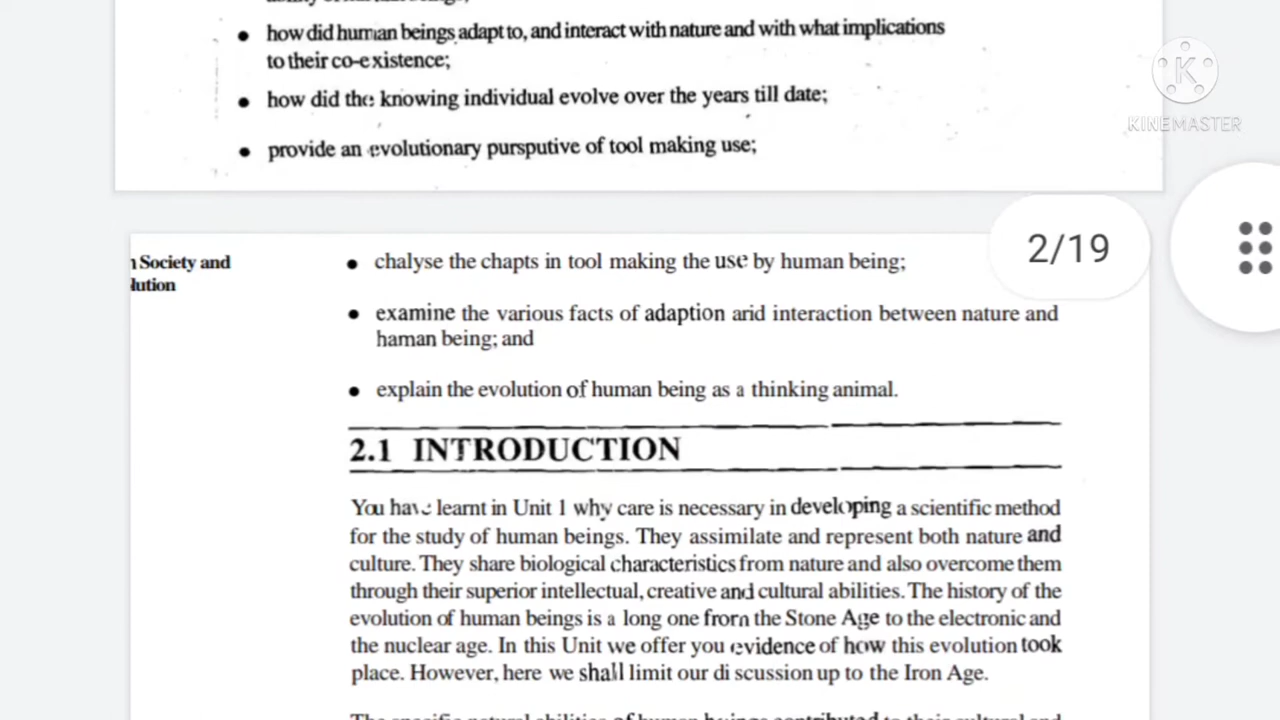 how did human beings adapt to, and interact with nature and with what implications
to their co-existence;
how did the knowing individual evolve over the years till date;
provide an evolutionary pursputive of tool making use;
KINEMASTER
2/19
Society and
lution
chalyse the chapts in tool making the use by human being;
examine the various facts of adaption arid interaction between nature and
haman being; and
explain the evolution of human being as a thinking animal.
2.1 INTRODUCTION
You have learnt in Unit 1 why care is necessary in developing a scientific method
for the study of human beings. They assimilate and represent both nature and
culture. They share biological characteristics from nature and also overcome them
through their superior intellectual, creative and cultural abilities. The history of the
evolution of human beings is a long one frorn the Stone Age to the electronic and
the nuclear age. In this Unit we offer you evidence of how this evolution took
place. However, here we shall limit our di scussion up to the Iron Age.